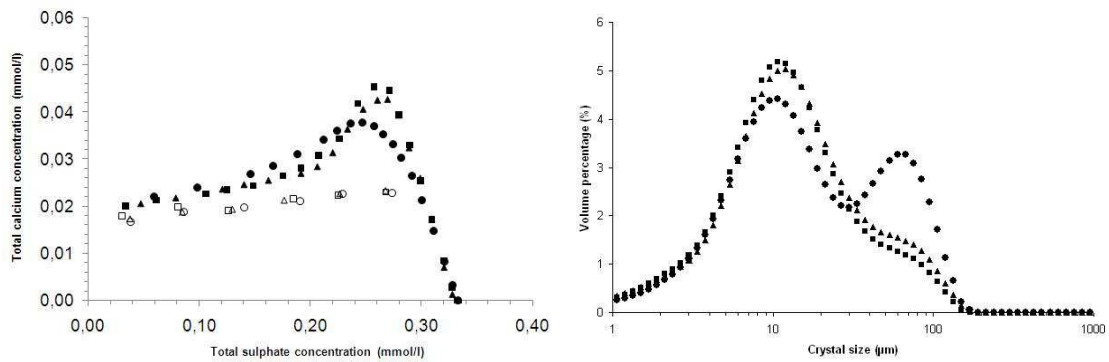 0,06
0,05
0,04
0,03
0,02
0,01
0,00
Total calcium concentration (mmol/l)
0,00 0,10 0,20 0,30 0,40
Total sulphate concentration (mmol/l)
6
5
4
3
2
1
0
Volume percentage (%)
1 10 100 1000
Crystal size (µm)